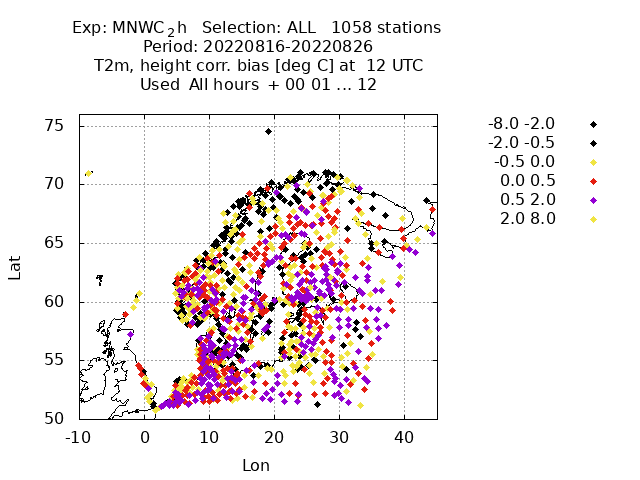 Exp: MNWC_2h Selection: ALL 1058 stations
Period: 20220816-20220826
T2m, height corr. bias [deg C] at 12 UTC
Used All hours + 00 01 ... 12
-8.0 -2.0
-2.0 -0.5
-0.5 0.0
0.0 0.5
0.5 2.0
2.0 8.0
75
70
65
60
55
50
Lat
-10 0 10 20 30 40
Lon